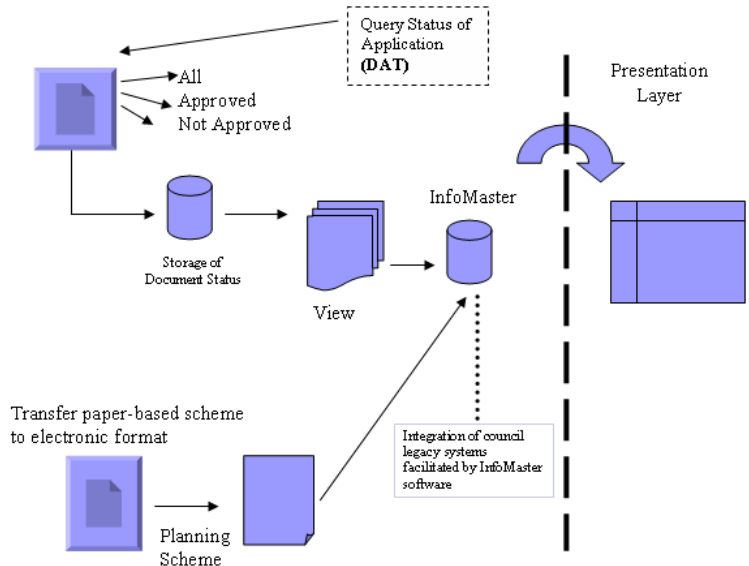 Query Status of
Application
(DAT)
Presentation
Layer
All
Approved
Not Approved
InfoMaster
Storage of
Document Status
View
Transfer paper-based scheme
to electronic format
Integration of council
legacy systems
facilitated by InfoMaster
software
Planning
Scheme